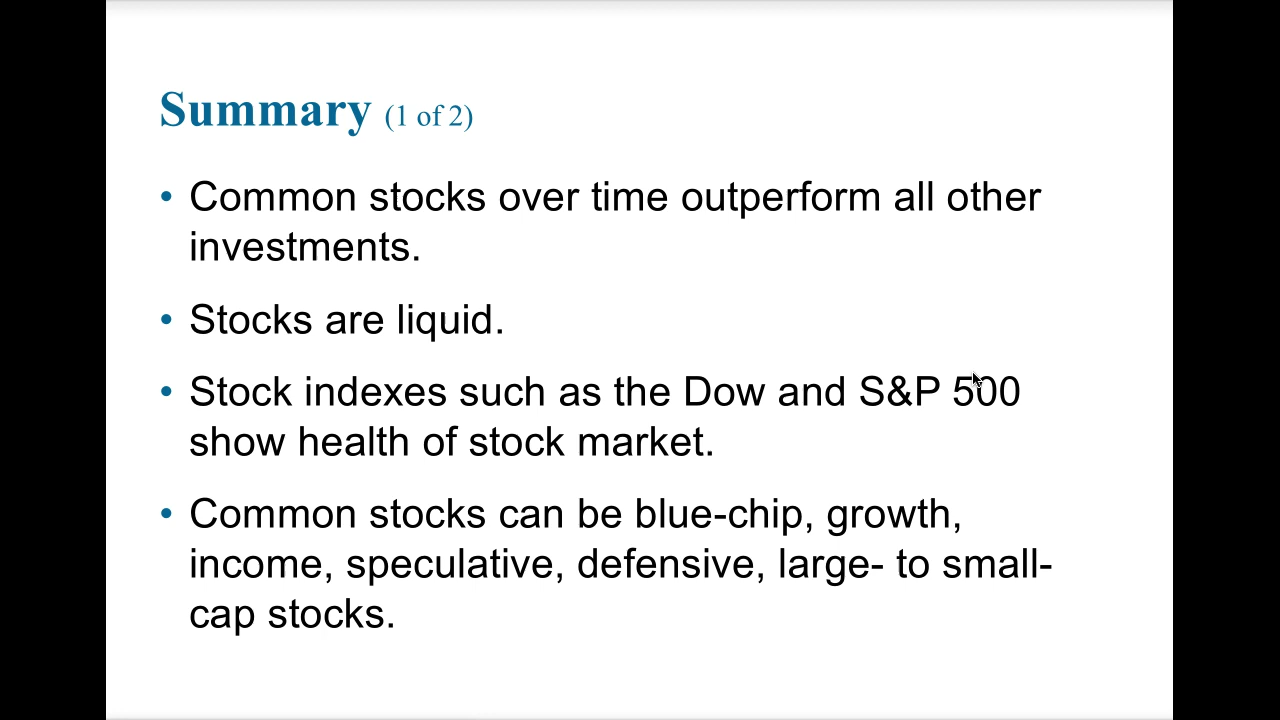 Summary (1 of 2)
• Common stocks over time outperform all other
investments.
• Stocks are liquid.
• Stock indexes such as the Dow and S&P 500
show health of stock market.
• Common stocks can be blue-chip, growth,
income, speculative, defensive, large- to small-
cap stocks.